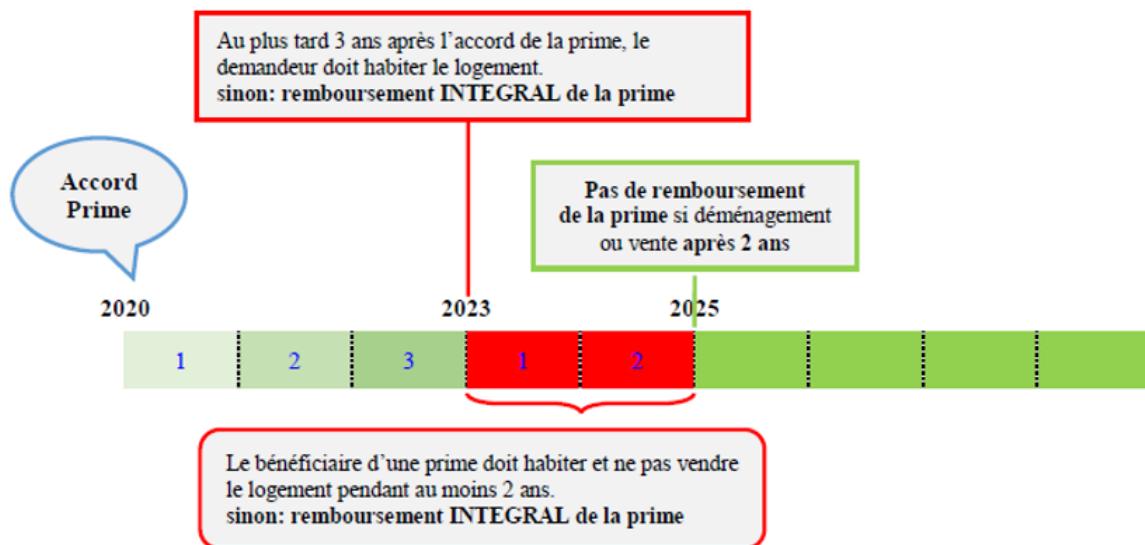 Au plus tard 3 ans après l’accord de la prime, le
demandeur doit habiter le logement.
sinon: remboursement INTEGRAL de la prime
Accord
Prime
Pas de remboursement
de la prime si déménagement
ou vente après 2 ans
2020
2023
2025
1
2
3
1
2
Le bénéficiaire d’une prime doit habiter et ne pas vendre
le logement pendant au moins 2 ans.
sinon: remboursement INTEGRAL de la prime